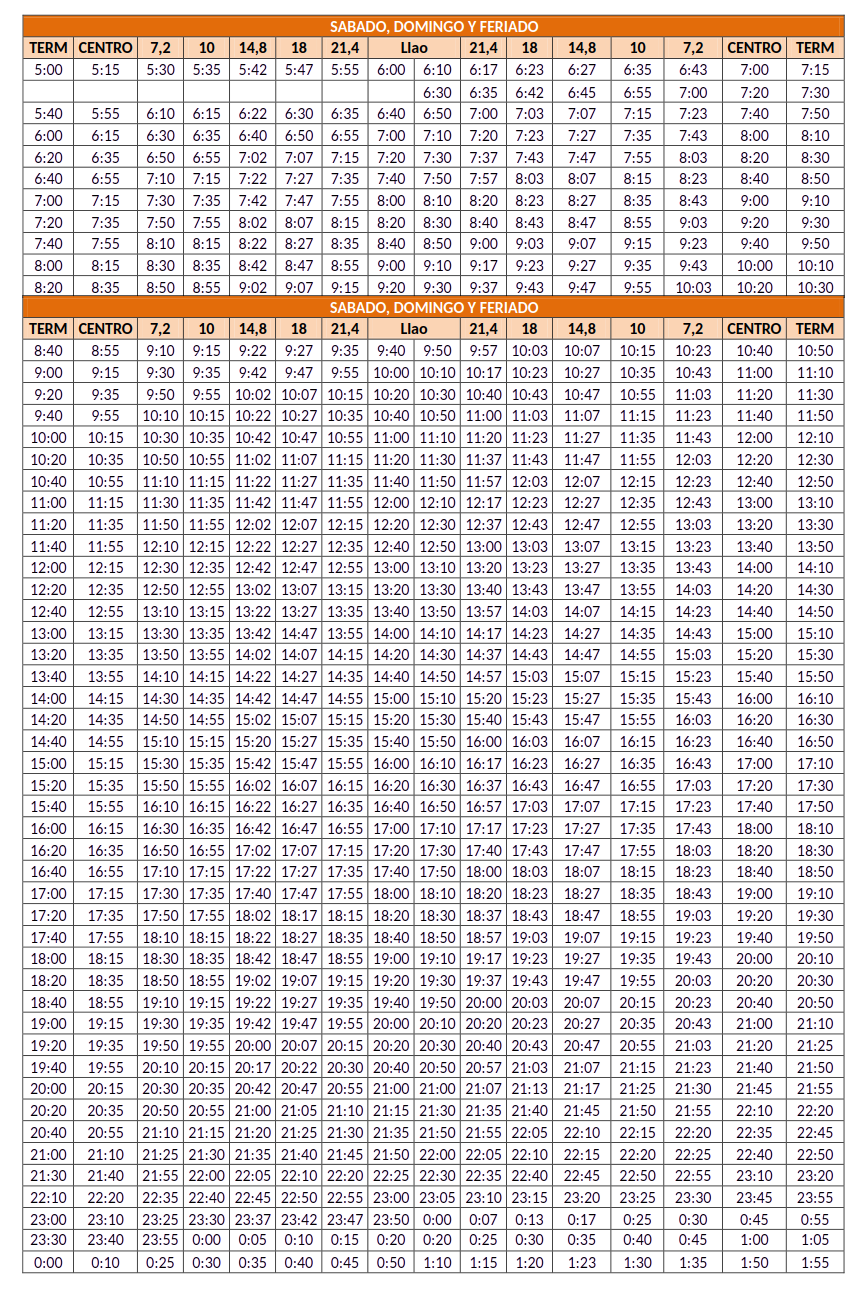 SABADO, DOMINGO Y FERIADO
TERM CENTRO 7,2 10 14,8 18 21,4 Llao 21,4 18 14,8 10 7,2 CENTRO TERM
5:00 5:15 5:30 5:35 5:42 5:47 5:55 6:00 6:10 6:17 6:23 6:27 6:35 6:43 7:00 7:15
6:30 6:35 6:42 6:45 6:55 7:00 7:20 7:30
5:40 5:55 6:10 6:15 6:22 6:30 6:35 6:40 6:50 7:00 7:03 7:07 7:15 7:23 7:40 7:50
6:00 6:15 6:30 6:35 6:40 6:50 6:55 7:00 7:10 7:20 7:23 7:27 7:35 7:43 8:00 8:10
6:20 6:35 6:50 6:55 7:02 7:07 7:15 7:20 7:30 7:37 7:43 7:47 7:55 8:03 8:20 8:30
6:40 6:55 7:10 7:15 7:22 7:27 7:35 7:40 7:50 7:57 8:03 8:07 8:15 8:23 8:40 8:50
7:00 7:15 7:30 7:35 7:42 7:47 7:55 8:00 8:10 8:20 8:23 8:27 8:35 8:43 9:00 9:10
7:20 7:35 7:50 7:55 8:02 8:07 8:15 8:20 8:30 8:40 8:43 8:47 8:55 9:03 9:20 9:30
7:40 7:55 8:10 8:15 8:22 8:27 8:35 8:40 8:50 9:00 9:03 9:07 9:15 9:23 9:40 9:50
8:00 8:15 8:30 8:35 8:42 8:47 8:55 9:00 9:10 9:17 9:23 9:27 9:35 9:43 10:00 10:10
8:20 8:35 8:50 8:55 9:02 9:07 9:15 9:20 9:30 9:37 9:43 9:47 9:55 10:03 10:20 10:30
SABADO, DOMINGO Y FERIADO
TERM CENTRO 7,2 10 14,8 18 21,4 Llao 21,4 18 14,8 10 7,2 CENTRO TERM
8:40 8:55 9:10 9:15 9:22 9:27 9:35 9:40 9:50 9:57 10:03 10:07 10:15 10:23 10:40 10:50
9:00 9:15 9:30 9:35 9:42 9:47 9:55 10:00 10:10 10:17 10:23 10:27 10:35 10:43 11:00 11:10
9:20 9:35 9:50 9:55 10:02 10:07 10:15 10:20 10:30 10:40 10:43 10:47 10:55 11:03 11:20 11:30
9:40 9:55 10:10 10:15 10:22 10:27 10:35 10:40 10:50 11:00 11:03 11:07 11:15 11:23 11:40 11:50
10:00 10:15 10:30 10:35 10:42 10:47 10:55 11:00 11:10 11:20 11:23 11:27 11:35 11:43 12:00 12:10
10:20 10:35 10:50 10:55 11:02 11:07 11:15 11:20 11:30 11:37 11:43 11:47 11:55 12:03 12:20 12:30
10:40 10:55 11:10 11:15 11:22 11:27 11:35 11:40 11:50 11:57 12:03 12:07 12:15 12:23 12:40 12:50
11:00 11:15 11:30 11:35 11:42 11:47 11:55 12:00 12:10 12:17 12:23 12:27 12:35 12:43 13:00 13:10
11:20 11:35 11:50 11:55 12:02 12:07 12:15 12:20 12:30 12:37 12:43 12:47 12:55 13:03 13:20 13:30
11:40 11:55 12:10 12:15 12:22 12:27 12:35 12:40 12:50 13:00 13:03 13:07 13:15 13:23 13:40 13:50
12:00 12:15 12:30 12:35 12:42 12:47 12:55 13:00 13:10 13:20 13:23 13:27 13:35 13:43 14:00 14:10
12:20 12:35 12:50 12:55 13:02 13:07 13:15 13:20 13:30 13:40 13:43 13:47 13:55 14:03 14:20 14:30
12:40 12:55 13:10 13:15 13:22 13:27 13:35 13:40 13:50 13:57 14:03 14:07 14:15 14:23 14:40 14:50
13:00 13:15 13:30 13:35 13:42 14:47 13:55 14:00 14:10 14:17 14:23 14:27 14:35 14:43 15:00 15:10
13:20 13:35 13:50 13:55 14:02 14:07 14:15 14:20 14:30 14:37 14:43 14:47 14:55 15:03 15:20 15:30
13:40 13:55 14:10 14:15 14:22 14:27 14:35 14:40 14:50 14:57 15:03 15:07 15:15 15:23 15:40 15:50
14:00 14:15 14:30 14:35 14:42 14:47 14:55 15:00 15:10 15:20 15:23 15:27 15:35 15:43 16:00 16:10
14:20 14:35 14:50 14:55 15:02 15:07 15:15 15:20 15:30 15:40 15:43 15:47 15:55 16:03 16:20 16:30
14:40 14:55 15:10 15:15 15:20 15:27 15:35 15:40 15:50 16:00 16:03 16:07 16:15 16:23 16:40 16:50
15:00 15:15 15:30 15:35 15:42 15:47 15:55 16:00 16:10 16:17 16:23 16:27 16:35 16:43 17:00 17:10
15:20 15:35 15:50 15:55 16:02 16:07 16:15 16:20 16:30 16:37 16:43 16:47 16:55 17:03 17:20 17:30
15:40 15:55 16:10 16:15 16:22 16:27 16:35 16:40 16:50 16:57 17:03 17:07 17:15 17:23 17:40 17:50
16:00 16:15 16:30 16:35 16:42 16:47 16:55 17:00 17:10 17:17 17:23 17:27 17:35 17:43 18:00 18:10
16:20 16:35 16:50 16:55 17:02 17:07 17:15 17:20 17:30 17:40 17:43 17:47 17:55 18:03 18:20 18:30
16:40 16:55 17:10 17:15 17:22 17:27 17:35 17:40 17:50 18:00 18:03 18:07 18:15 18:23 18:40 18:50
17:00 17:15 17:30 17:35 17:40 17:47 17:55 18:00 18:10 18:20 18:23 18:27 18:35 18:43 19:00 19:10
17:20 17:35 17:50 17:55 18:02 18:17 18:15 18:20 18:30 18:37 18:43 18:47 18:55 19:03 19:20 19:30
17:40 17:55 18:10 18:15 18:22 18:27 18:35 18:40 18:50 18:57 19:03 19:07 19:15 19:23 19:40 19:50
18:00 18:15 18:30 18:35 18:42 18:47 18:55 19:00 19:10 19:17 19:23 19:27 19:35 19:43 20:00 20:10
18:20 18:35 18:50 18:55 19:02 19:07 19:15 19:20 19:30 19:37 19:43 19:47 19:55 20:03 20:20 20:30
18:40 18:55 19:10 19:15 19:22 19:27 19:35 19:40 19:50 20:00 20:03 20:07 20:15 20:23 20:40 20:50
19:00 19:15 19:30 19:35 19:42 19:47 19:55 20:00 20:10 20:20 20:23 20:27 20:35 20:43 21:00 21:10
19:20 19:35 19:50 19:55 20:00 20:07 20:15 20:20 20:30 20:40 20:43 20:47 20:55 21:03 21:20 21:25
19:40 19:55 20:10 20:15 20:17 20:22 20:30 20:40 20:50 20:57 21:03 21:07 21:15 21:23 21:40 21:50
20:00 20:15 20:30 20:35 20:42 20:47 20:55 21:00 21:00 21:07 21:13 21:17 21:25 21:30 21:45 21:55
20:20 20:35 20:50 20:55 21:00 21:05 21:10 21:15 21:30 21:35 21:40 21:45 21:50 21:55 22:10 22:20
20:40 20:55 21:10 21:15 21:20 21:25 21:30 21:35 21:50 21:55 22:05 22:10 22:15 22:20 22:35 22:45
21:00 21:10 21:25 21:30 21:35 21:40 21:45 21:50 22:00 22:05 22:10 22:15 22:20 22:25 22:40 22:50
21:30 21:40 21:55 22:00 22:05 22:10 22:20 22:25 22:30 22:35 22:40 22:45 22:50 22:55 23:10 23:20
22:10 22:20 22:35 22:40 22:45 22:50 22:55 23:00 23:05 23:10 23:15 23:20 23:25 23:30 23:45 23:55
23:00 23:10 23:25 23:30 23:37 23:42 23:47 23:50 0:00 0:07 0:13 0:17 0:25 0:30 0:45 0:55
23:30 23:40 23:55 0:00 0:05 0:10 0:15 0:20 0:20 0:25 0:30 0:35 0:40 0:45 1:00 1:05
0:00 0:10 0:25 0:30 0:35 0:40 0:45 0:50 1:10 1:15 1:20 1:23 1:30 1:35 1:50 1:55